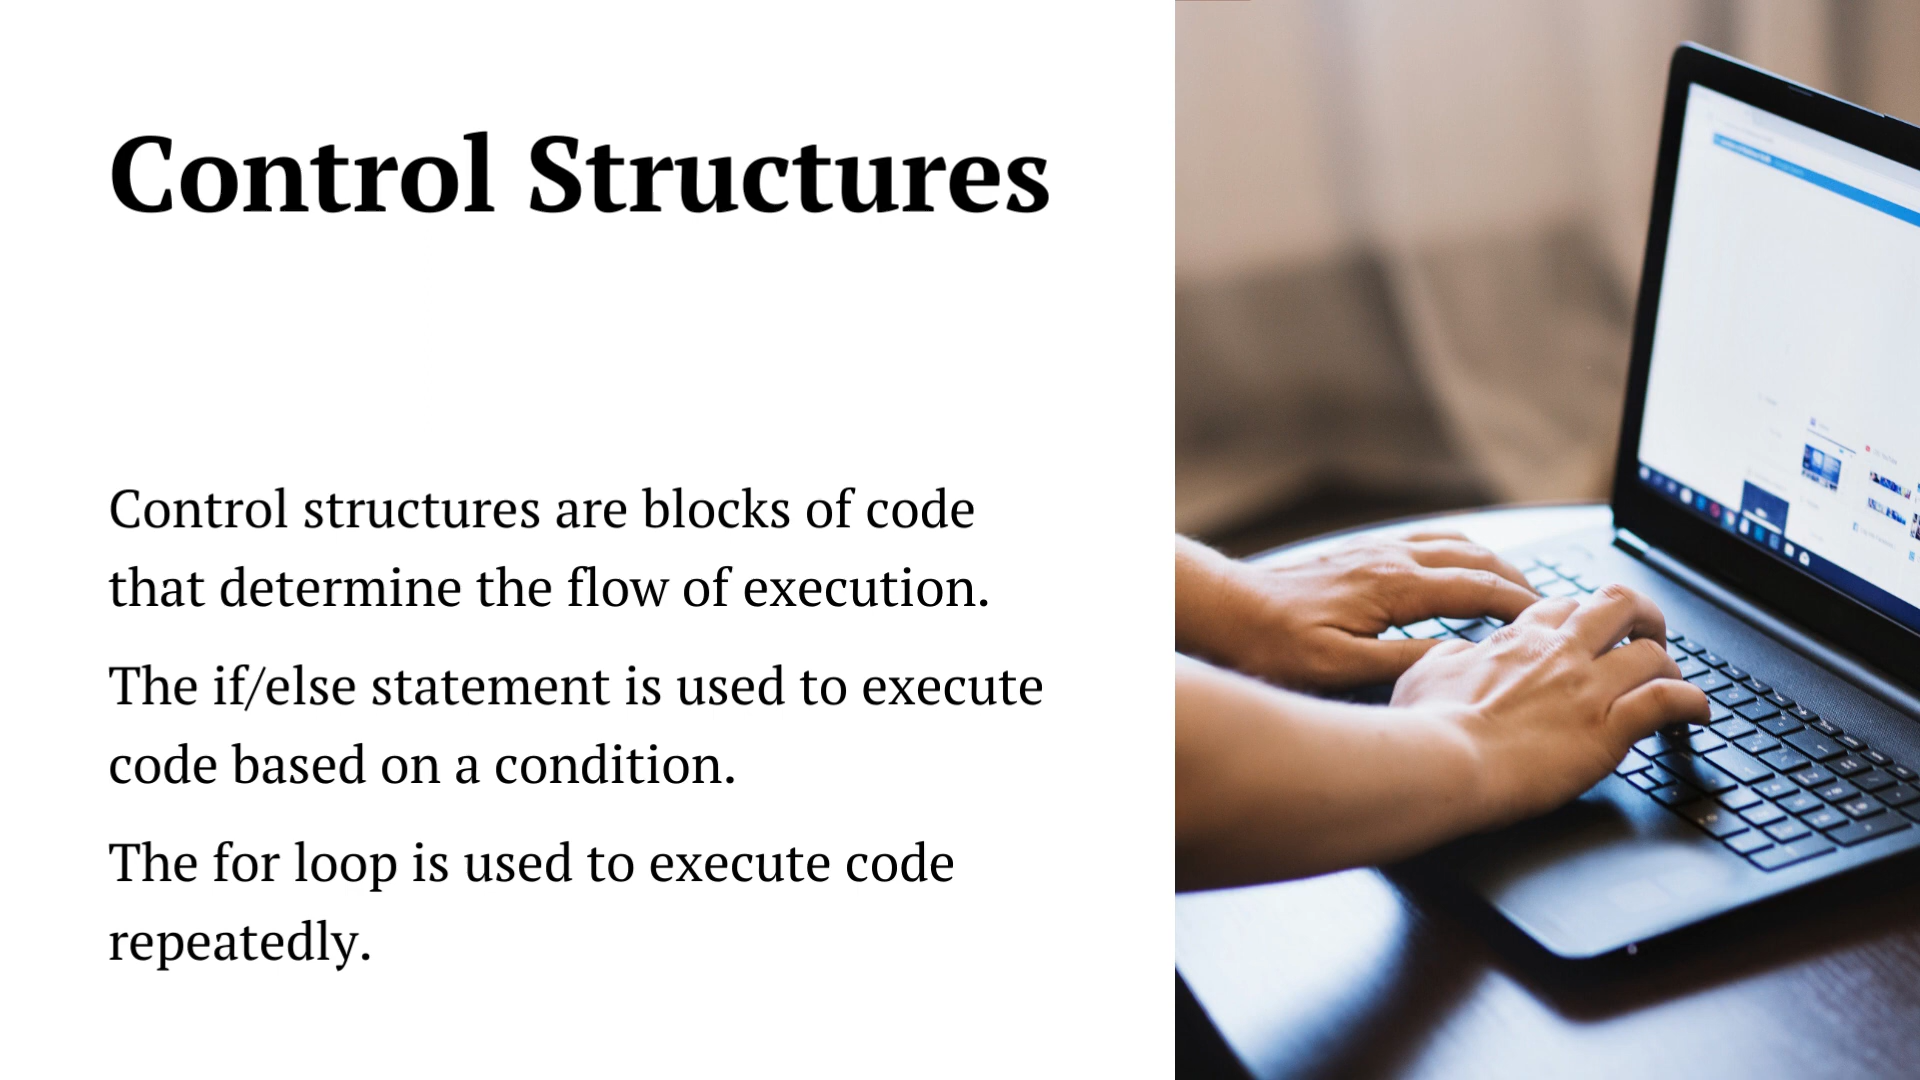 Control Structures
Control structures are blocks of code
that determine the flow of execution.
The if/else statement is used to execute
code based on a condition.
The for loop is used to execute code
repeatedly.